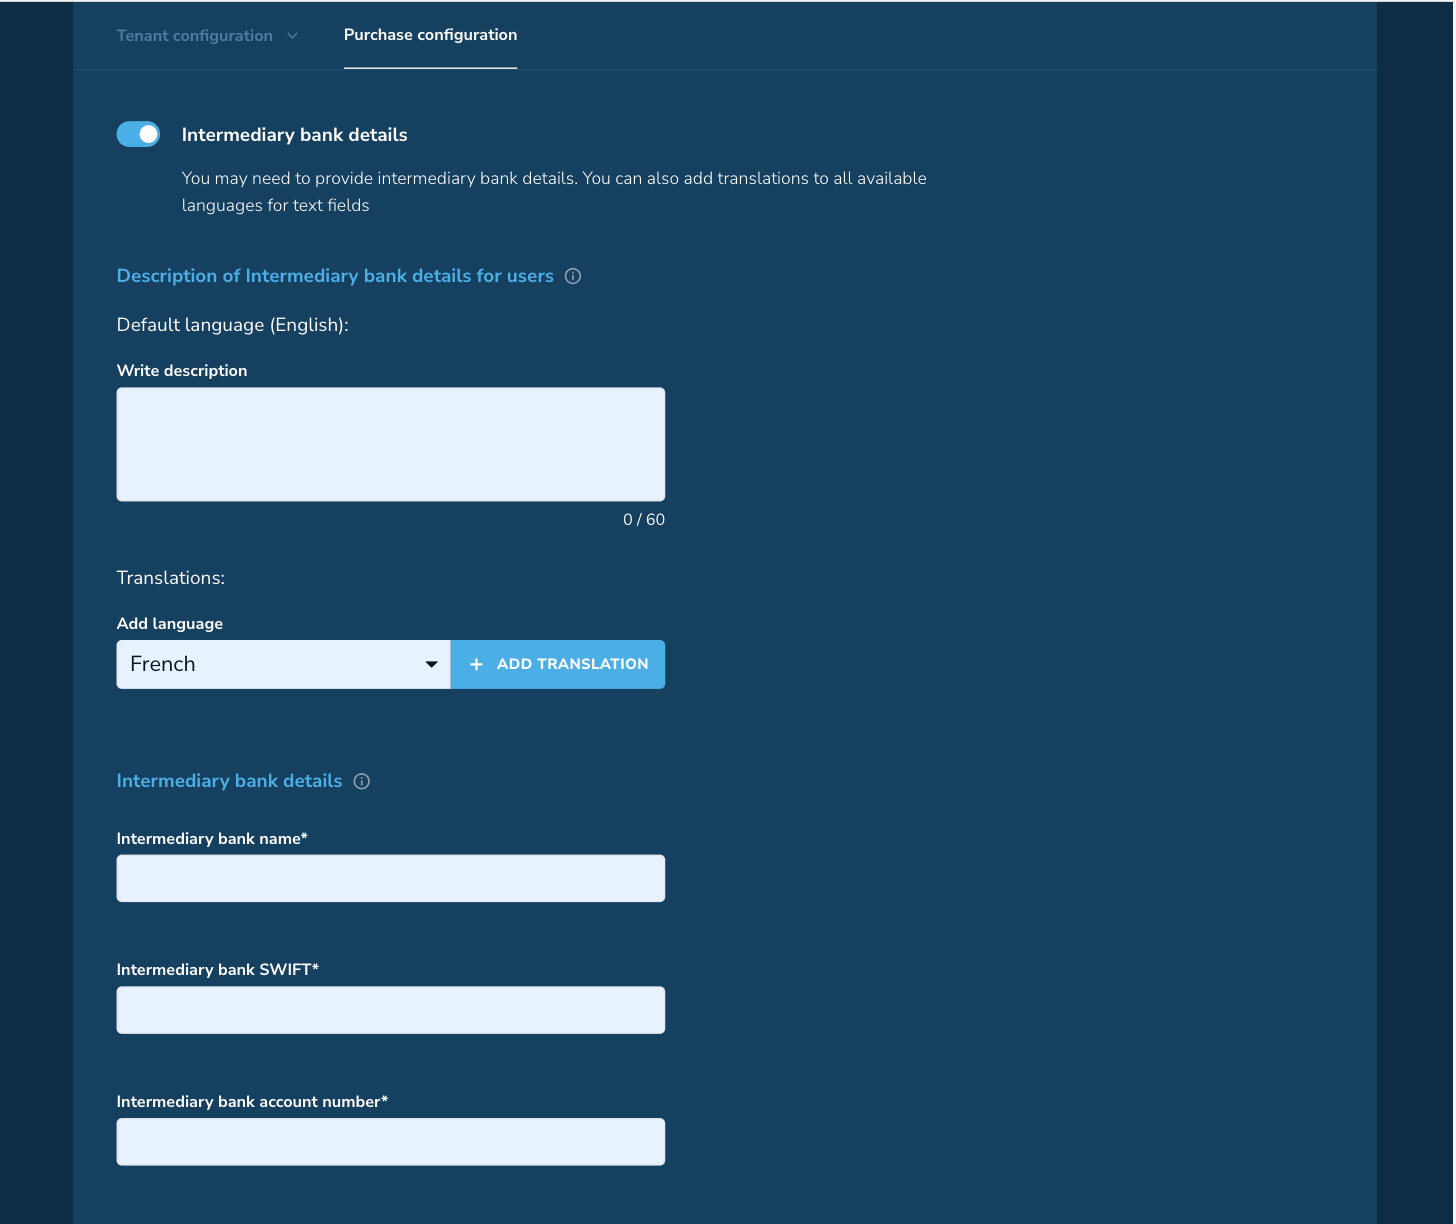 Tenant configuration
Purchase configuration
Intermediary bank details
You may need to provide intermediary bank details. You can also add translations to all available
languages for text fields
Description of Intermediary bank details for users
Default language (English):
Write description
0 / 60
Translations:
Add language
French
+ ADD TRANSLATION
Intermediary bank details
Intermediary bank name*
Intermediary bank SWIFT*
Intermediary bank account number*